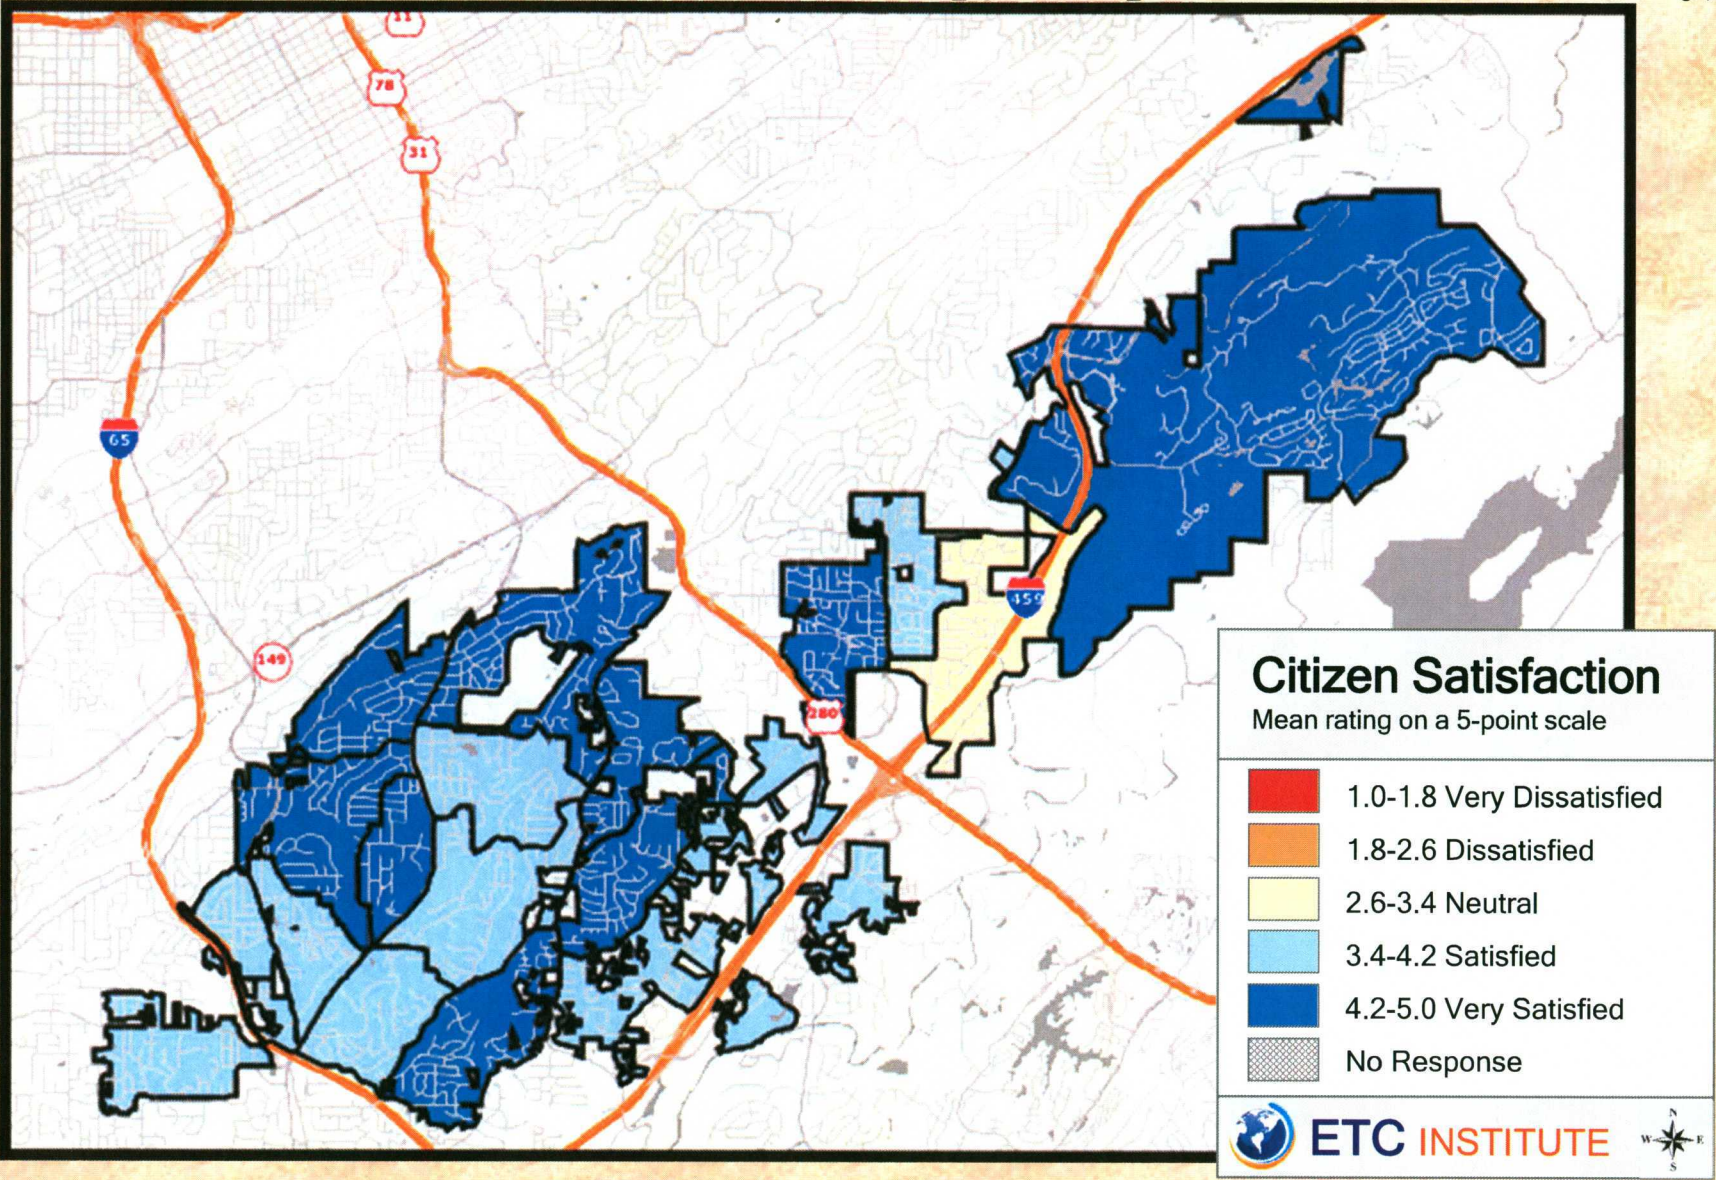 11
78
31
65
149
280
459
Citizen Satisfaction
Mean rating on a 5-point scale
1.0-1.8 Very Dissatisfied
1.8-2.6 Dissatisfied
2.6-3.4 Neutral
3.4-4.2 Satisfied
4.2-5.0 Very Satisfied
No Response
ETC INSTITUTE
N
W E
S